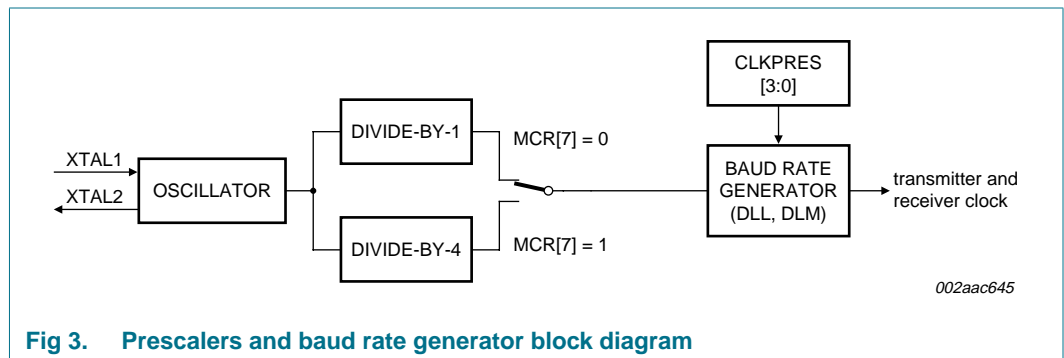 CLKPRES
[3:0]
DIVIDE-BY-1
MCR[7] = 0
XTAL1
XTAL2
OSCILLATOR
BAUD RATE
GENERATOR
(DLL, DLM)
transmitter and
receiver clock
DIVIDE-BY-4
MCR[7] = 1
002aac645
Fig 3. Prescalers and baud rate generator block diagram